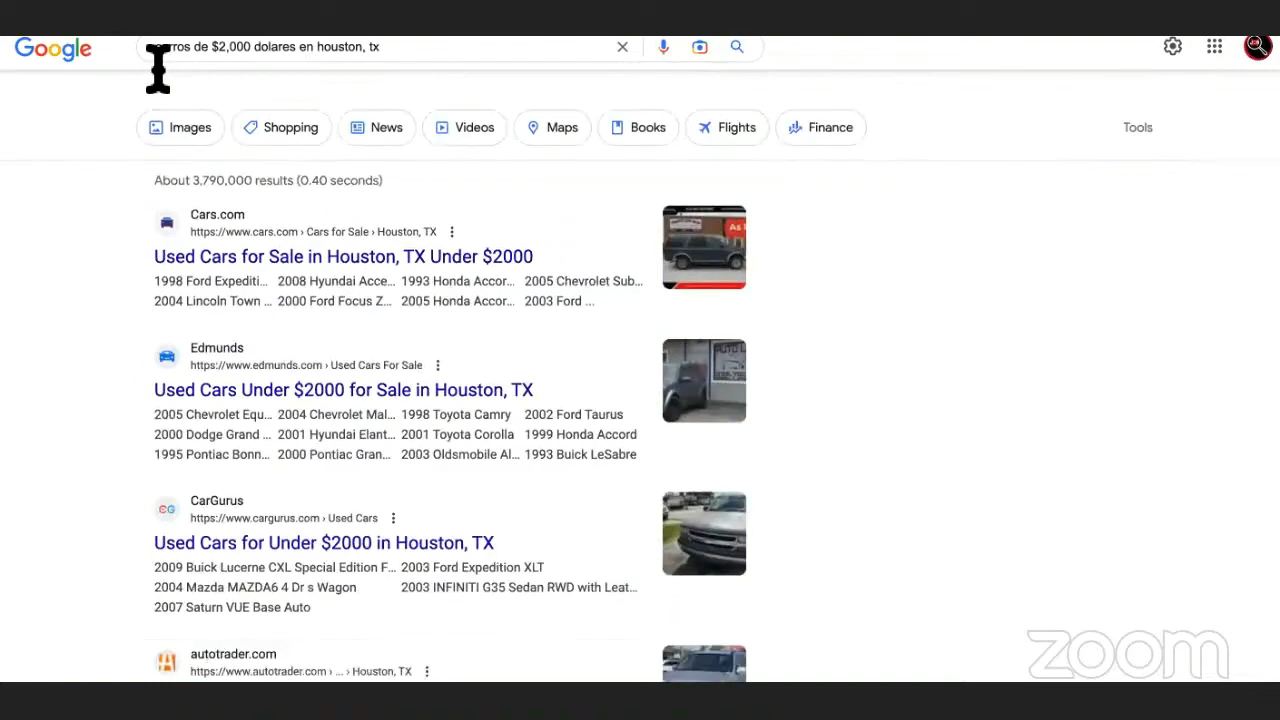 Google
rros de $2,000 dolares en houston, tx
Images
Shopping
News
Videos
Maps
Books
Flights
Finance
Tools
About 3,790,000 results (0.40 seconds)
Cars.com
https://www.cars.com › Cars for Sale › Houston, TX
Used Cars for Sale in Houston, TX Under $2000
1998 Ford Expediti... 2008 Hyundai Acce... 1993 Honda Accor... 2005 Chevrolet Sub...
2004 Lincoln Town ... 2000 Ford Focus Z... 2005 Honda Accor... 2003 Ford ...
Edmunds
https://www.edmunds.com › Used Cars For Sale
Used Cars Under $2000 for Sale in Houston, TX
2005 Chevrolet Equ... 2004 Chevrolet Mal... 1998 Toyota Camry 2002 Ford Taurus
2000 Dodge Grand ... 2001 Hyundai Elant... 2001 Toyota Corolla 1999 Honda Accord
1995 Pontiac Bonn... 2000 Pontiac Gran... 2003 Oldsmobile Al... 1993 Buick LeSabre
CG
CarGurus
https://www.cargurus.com › Used Cars
Used Cars for Under $2000 in Houston, TX
2009 Buick Lucerne CXL Special Edition F... 2003 Ford Expedition XLT
2004 Mazda MAZDA6 4 Dr s Wagon 2003 INFINITI G35 Sedan RWD with Leat...
2007 Saturn VUE Base Auto
autotrader.com
https://www.autotrader.com › ... › Houston, TX
zoom